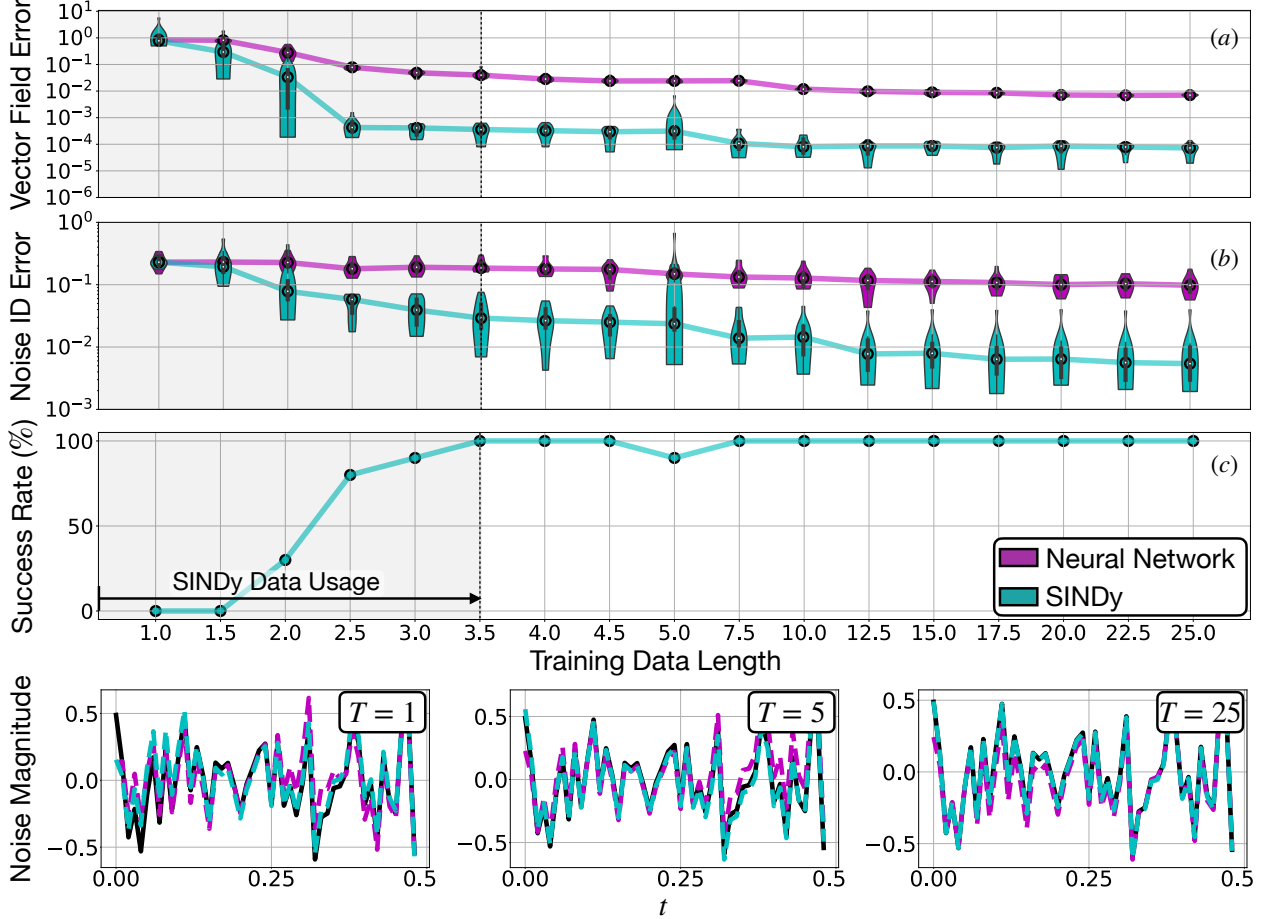 Vector Field Error
10^1
10^0
10^-1
10^-2
10^-3
10^-4
10^-5
10^-6
(a)
Noise ID Error
10^0
10^-1
10^-2
10^-3
(b)
Success Rate (%)
100
50
0
(c)
SINDy Data Usage
Neural Network
SINDy
1.0 1.5 2.0 2.5 3.0 3.5 4.0 4.5 5.0 7.5 10.0 12.5 15.0 17.5 20.0 22.5 25.0
Training Data Length
Noise Magnitude
0.5
0.0
−0.5
T = 1
0.00 0.25 0.5
0.5
0.0
−0.5
T = 5
0.00 0.25 0.5
0.5
0.0
−0.5
T = 25
0.00 0.25 0.5
t